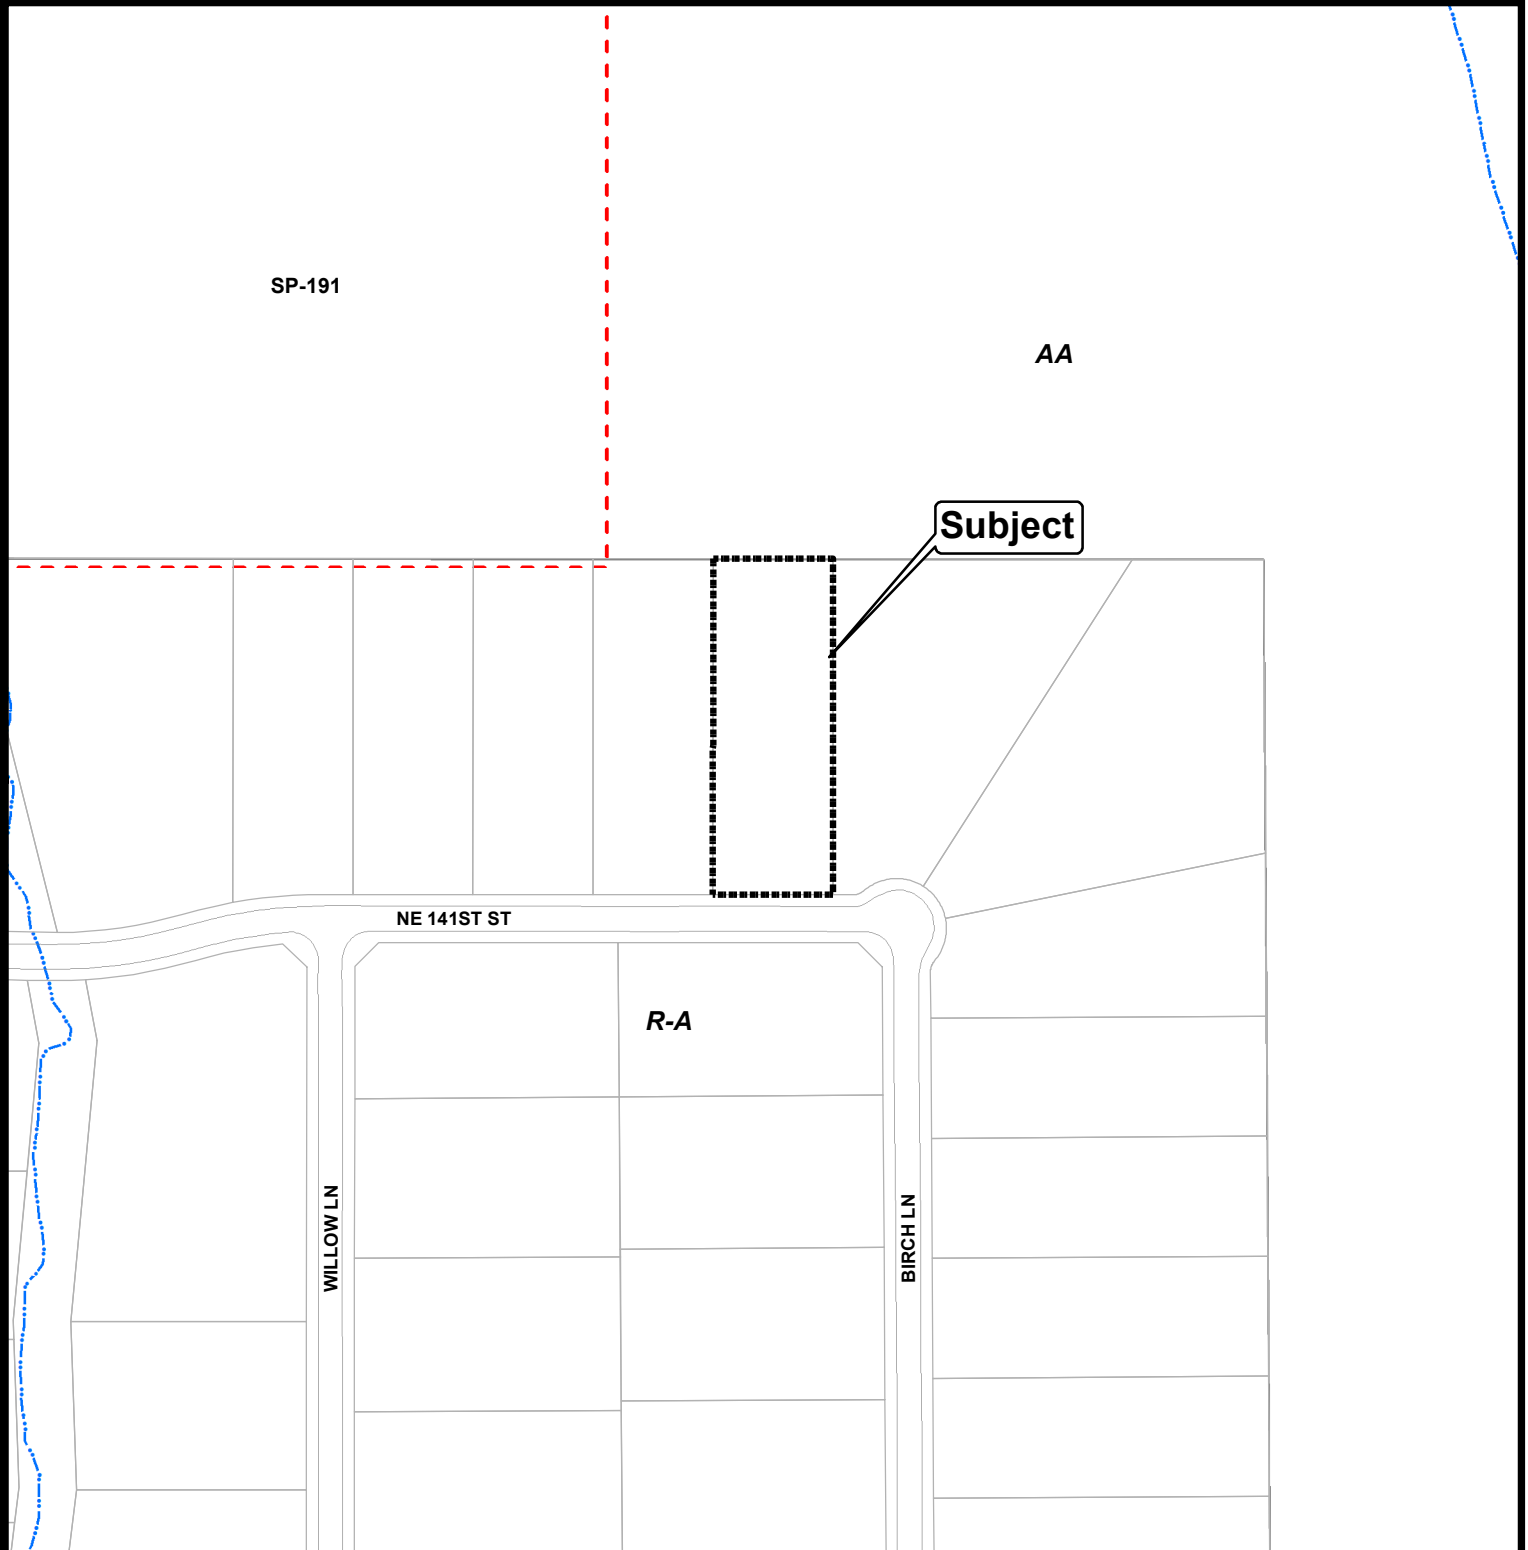 SP-191
AA
Subject
NE 141ST ST
R-A
WILLOW LN
BIRCH LN